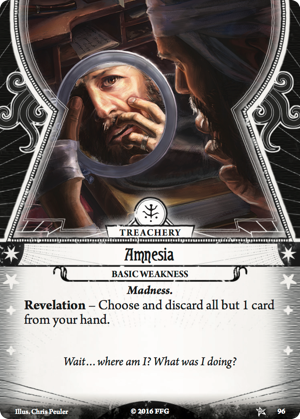 TREACHERY
Amnesia
BASIC WEAKNESS
Madness.
Revelation – Choose and discard all but 1 card
from your hand.
Wait…where am I? What was I doing?
Illus. Chris Peuler © 2016 FFG 96